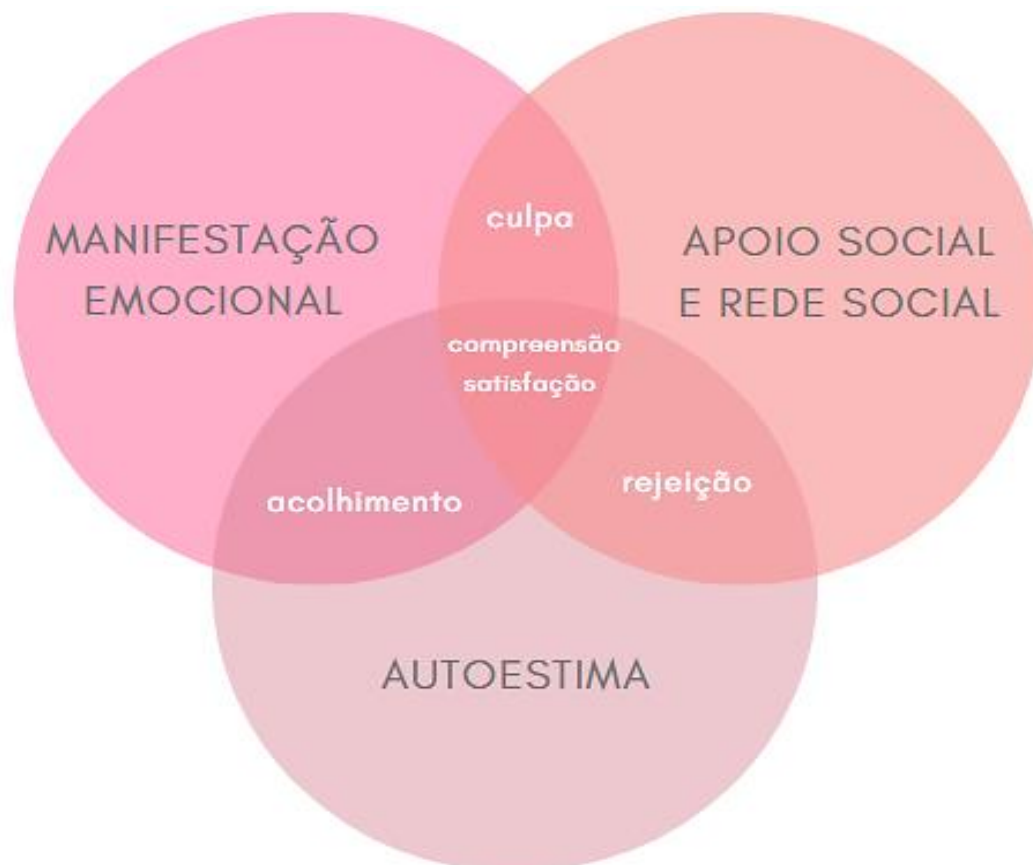 MANIFESTAÇÃO
EMOCIONAL
culpa
APOIO SOCIAL
E REDE SOCIAL
compreensão
satisfação
acolhimento
rejeição
AUTOESTIMA